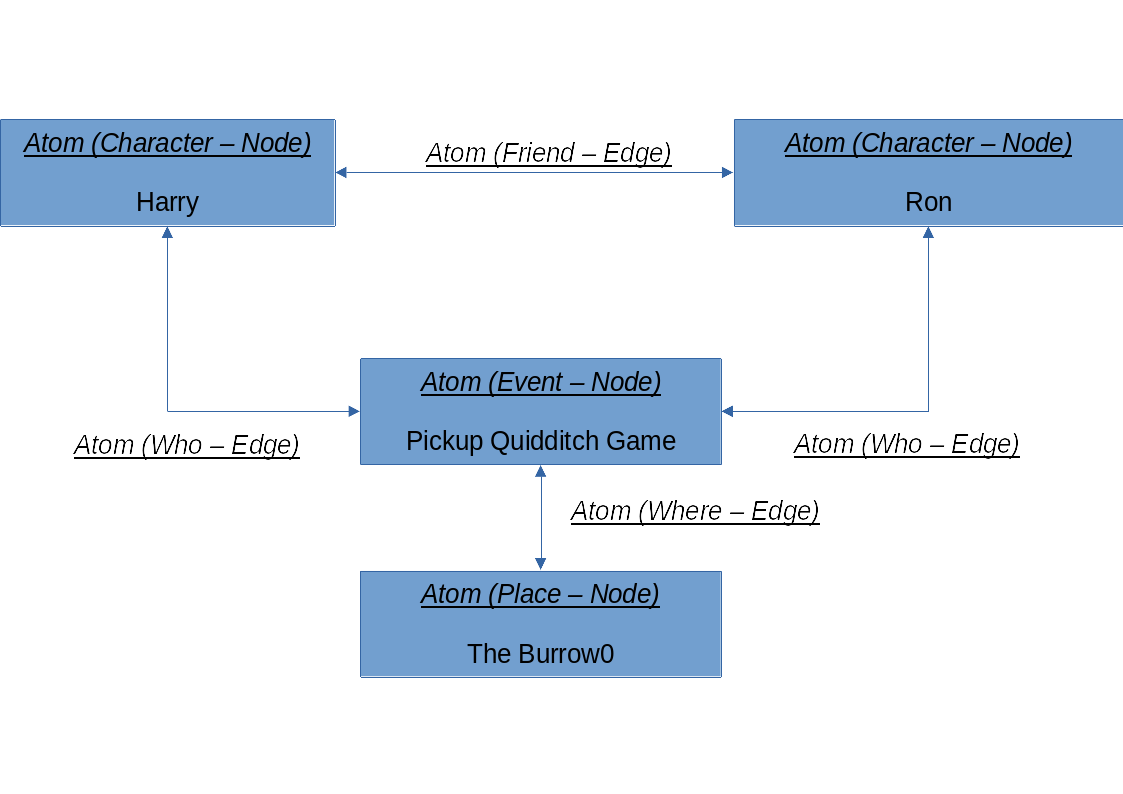 Atom (Character – Node)
Harry
Atom (Friend – Edge)
Atom (Character – Node)
Ron
Atom (Event – Node)
Pickup Quidditch Game
Atom (Who – Edge)
Atom (Who – Edge)
Atom (Where – Edge)
Atom (Place – Node)
The Burrow0